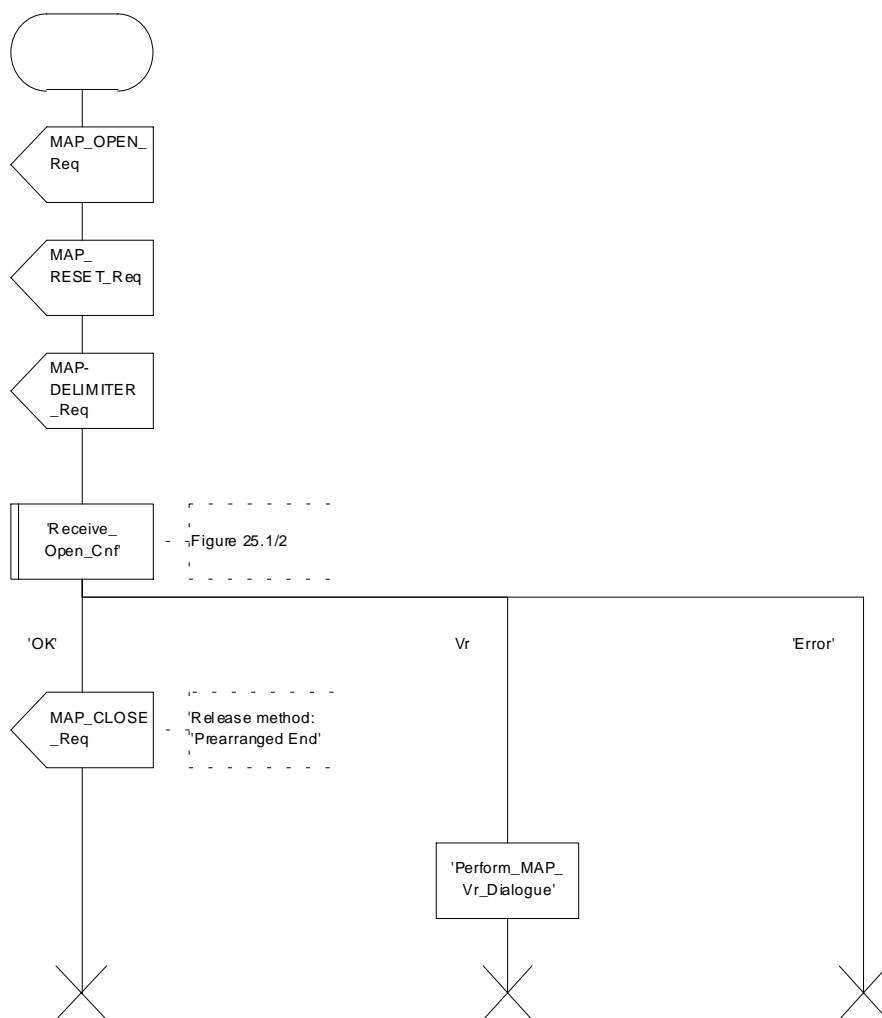 MAP_OPEN_
Req
MAP_
RESET_Req
MAP-
DELIMITER
_Req
'Receive_
Open_Cnf'
Figure 25.1/2
'OK'
Vr
'Error'
MAP_CLOSE
_Req
'Release method:
'Prearranged End'
'Perform_MAP_
Vr_Dialogue'